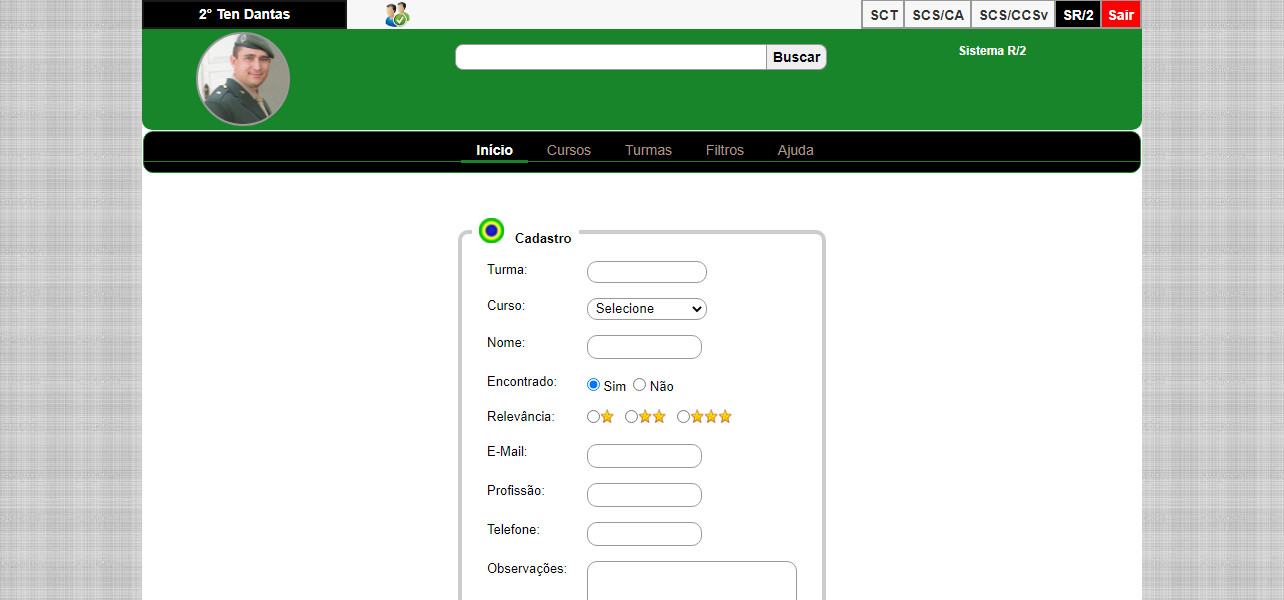 2° Ten Dantas
SCT SCS/CA SCS/CCSv SR/2 Sair
Buscar
Sistema R/2
Início Cursos Turmas Filtros Ajuda
Cadastro
Turma:
Curso: Selecione
Nome:
Encontrado: Sim Não
Relevância:
E-Mail:
Profissão:
Telefone:
Observações: